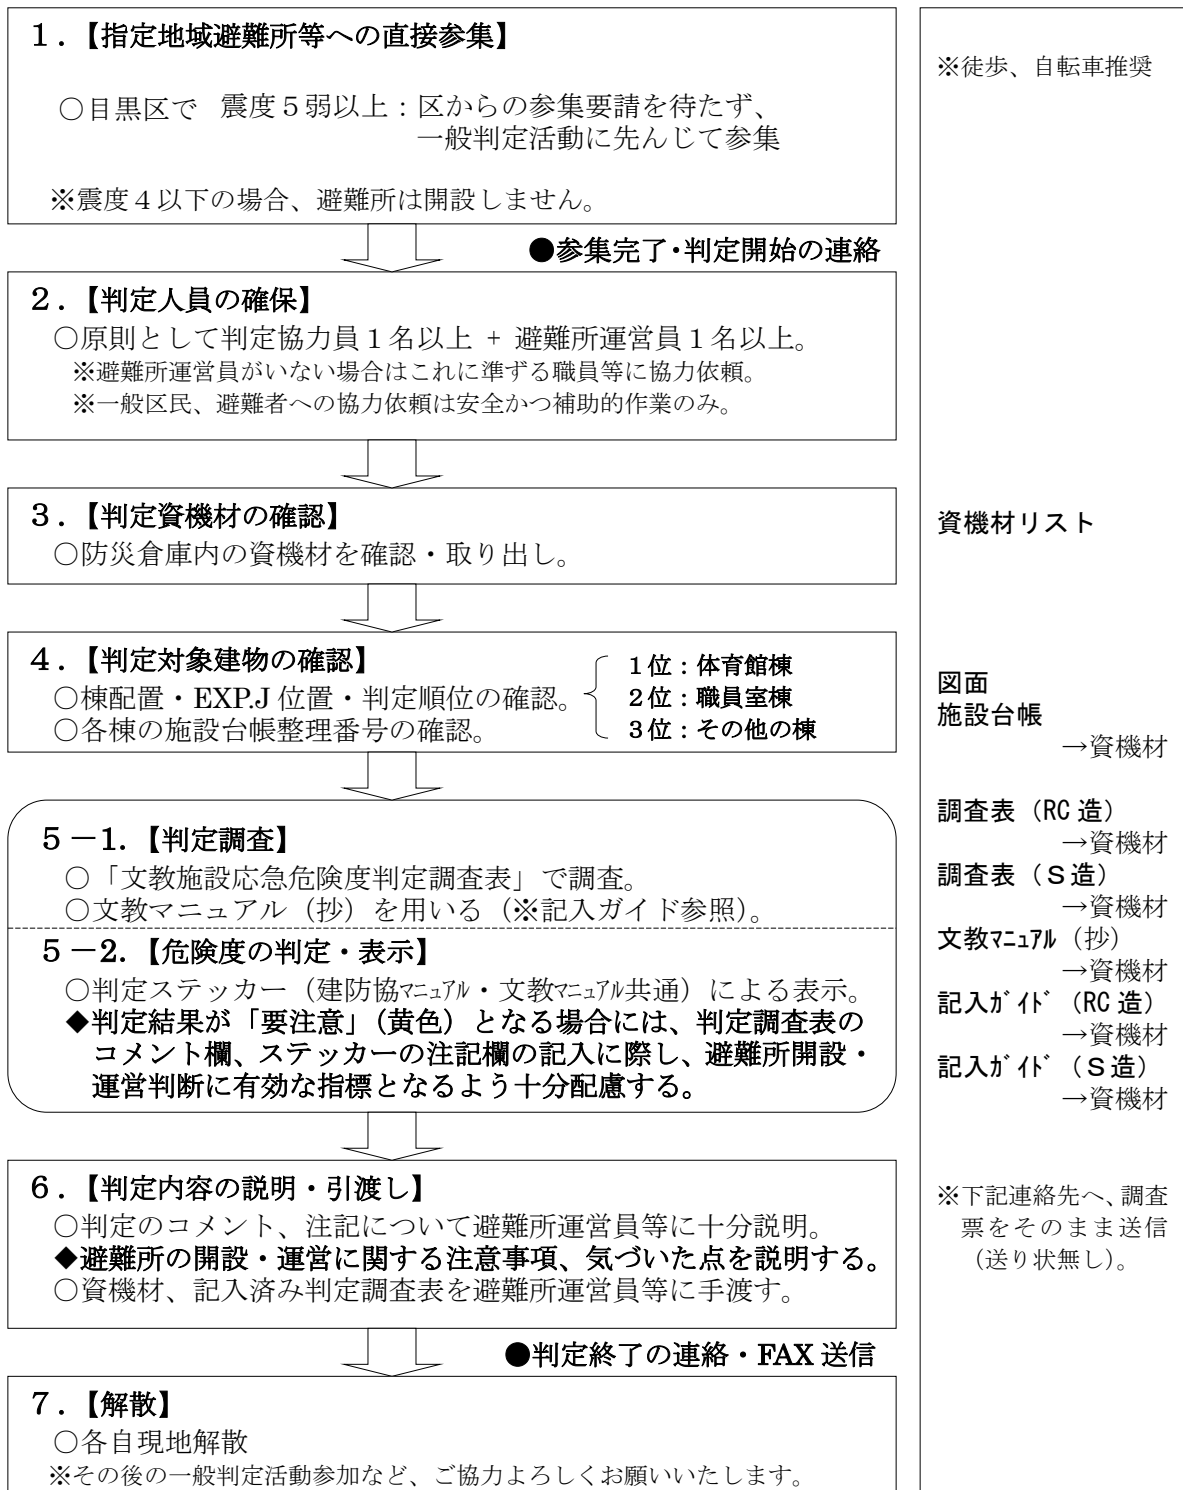 １．【指定地域避難所等への直接参集】
○目黒区で 震度５弱以上：区からの参集要請を待たず、
一般判定活動に先んじて参集
※震度４以下の場合、避難所は開設しません。
※徒歩、自転車推奨
●参集完了・判定開始の連絡
２．【判定人員の確保】
○原則として判定協力員１名以上 + 避難所運営員１名以上。
※避難所運営員がいない場合はこれに準ずる職員等に協力依頼。
※一般区民、避難者への協力依頼は安全かつ補助的作業のみ。
３．【判定資機材の確認】
○防災倉庫内の資機材を確認・取り出し。
資機材リスト
４．【判定対象建物の確認】
○棟配置・EXP.J 位置・判定順位の確認。
○各棟の施設台帳整理番号の確認。
１位：体育館棟
２位：職員室棟
３位：その他の棟
図面
施設台帳
→資機材
５－1.【判定調査】
○「文教施設応急危険度判定調査表」で調査。
○文教マニュアル（抄）を用いる（※記入ガイド参照）。
５－2.【危険度の判定・表示】
○判定ステッカー（建防協ﾏﾆｭｱﾙ・文教ﾏﾆｭｱﾙ共通）による表示。
◆判定結果が「要注意」（黄色）となる場合には、判定調査表の
コメント欄、ステッカーの注記欄の記入に際し、避難所開設・
運営判断に有効な指標となるよう十分配慮する。
調査表（RC 造）
→資機材
調査表（Ｓ造）
→資機材
文教ﾏﾆｭｱﾙ（抄）
→資機材
記入ｶﾞｲﾄﾞ（RC 造）
→資機材
記入ｶﾞｲﾄﾞ（Ｓ造）
→資機材
６．【判定内容の説明・引渡し】
○判定のコメント、注記について避難所運営員等に十分説明。
◆避難所の開設・運営に関する注意事項、気づいた点を説明する。
○資機材、記入済み判定調査表を避難所運営員等に手渡す。
※下記連絡先へ、調査
票をそのまま送信
（送り状無し）。
●判定終了の連絡・FAX 送信
７．【解散】
○各自現地解散
※その後の一般判定活動参加など、ご協力よろしくお願いいたします。